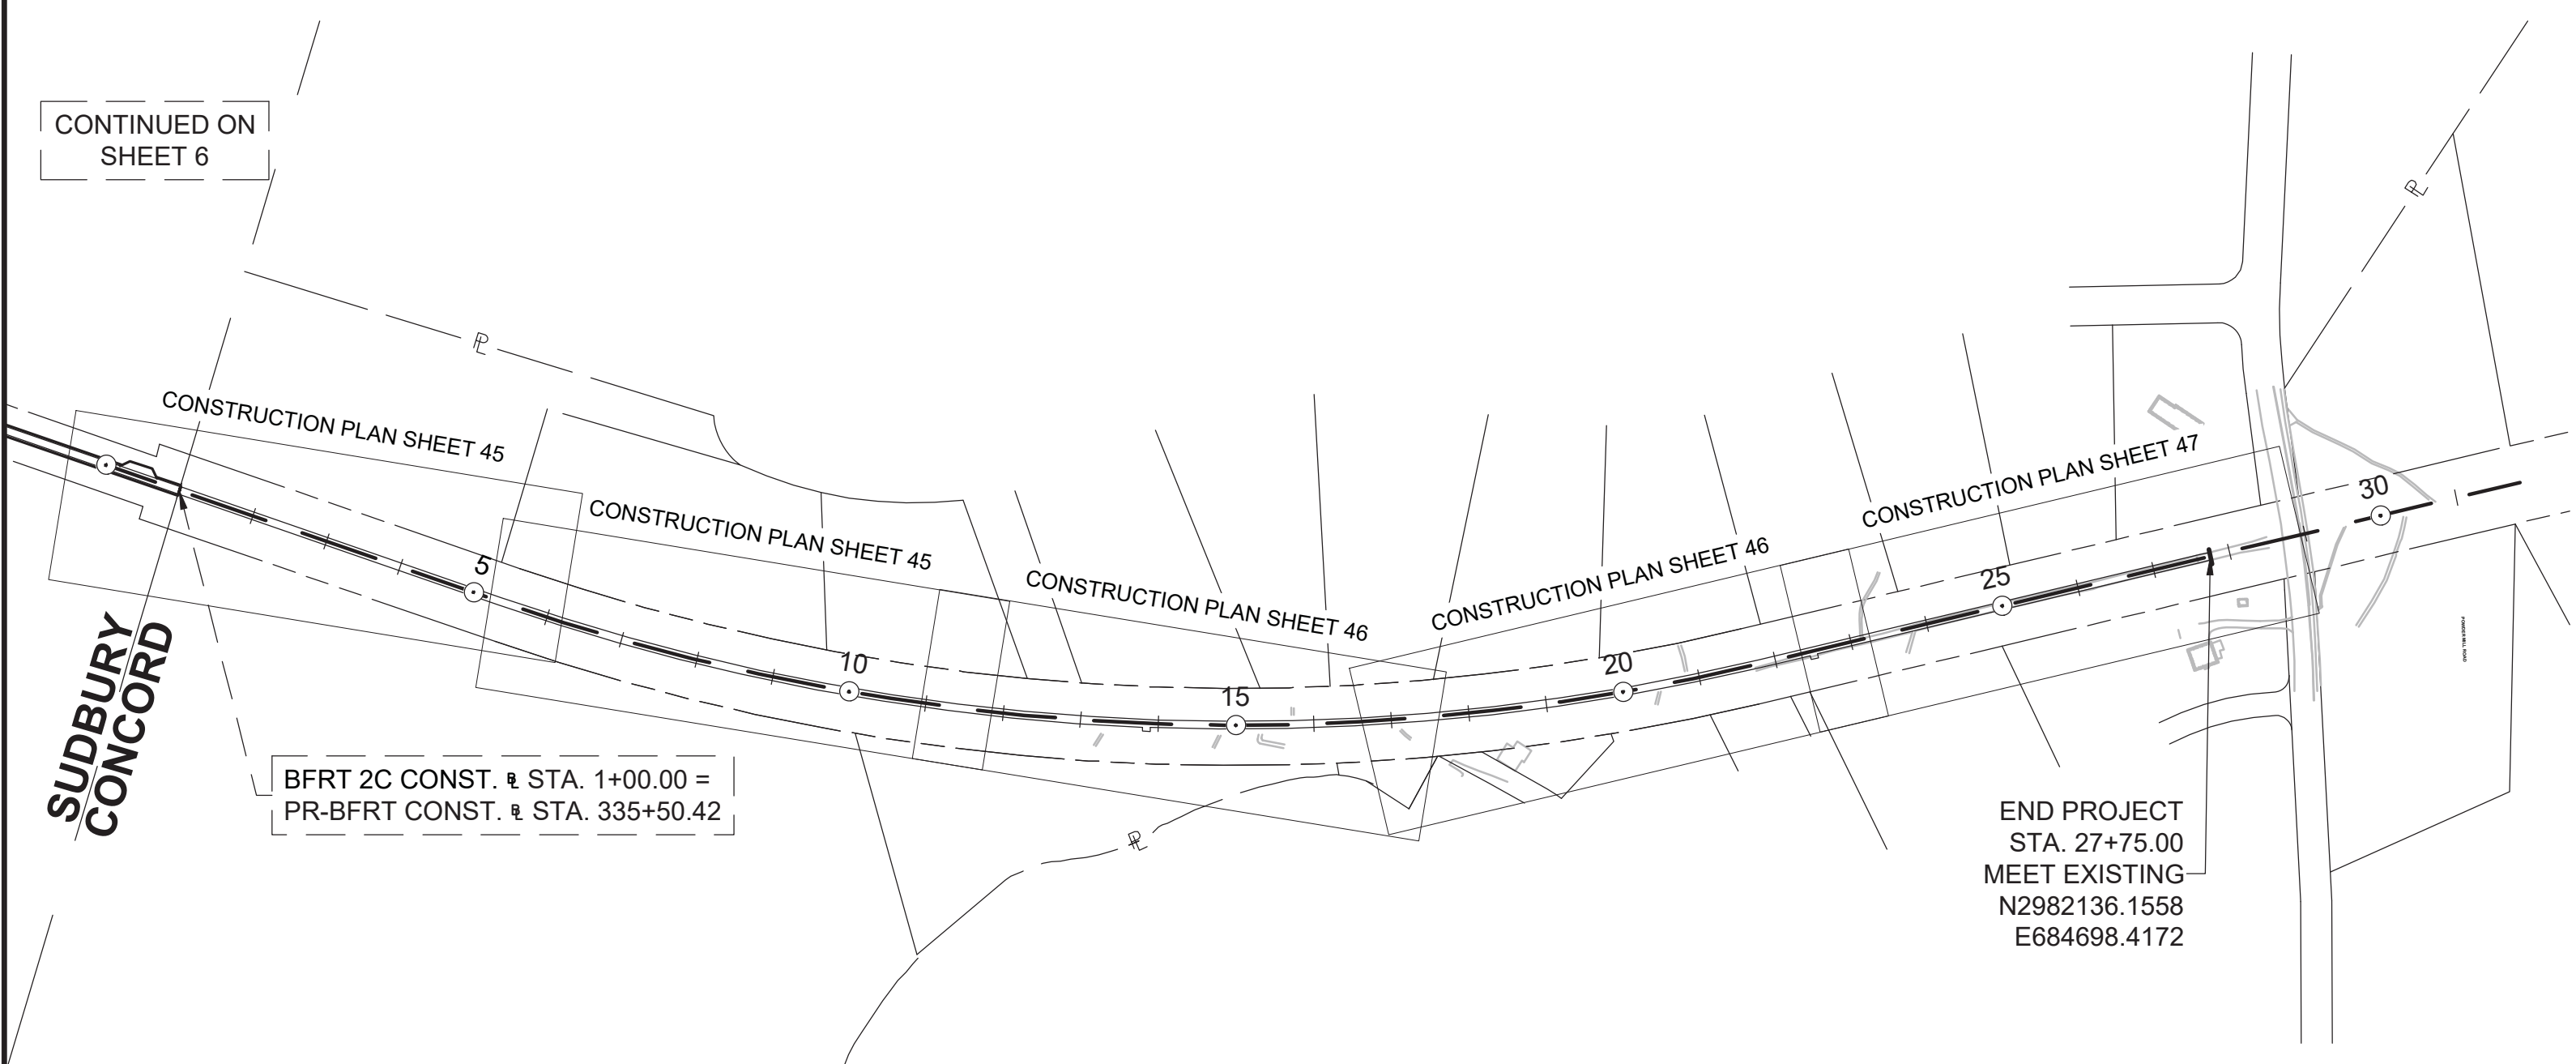 CONTINUED ON
SHEET 6
℄
℄
CONSTRUCTION PLAN SHEET 45
CONSTRUCTION PLAN SHEET 45
CONSTRUCTION PLAN SHEET 46
CONSTRUCTION PLAN SHEET 46
CONSTRUCTION PLAN SHEET 47
5
10
15
20
25
30
SUDBURY
CONCORD
BFRT 2C CONST. STA. 1+00.00 =
PR-BFRT CONST. STA. 335+50.42
END PROJECT
STA. 27+75.00
MEET EXISTING
N2982136.1558
E684698.4172
POWDER MILL ROAD